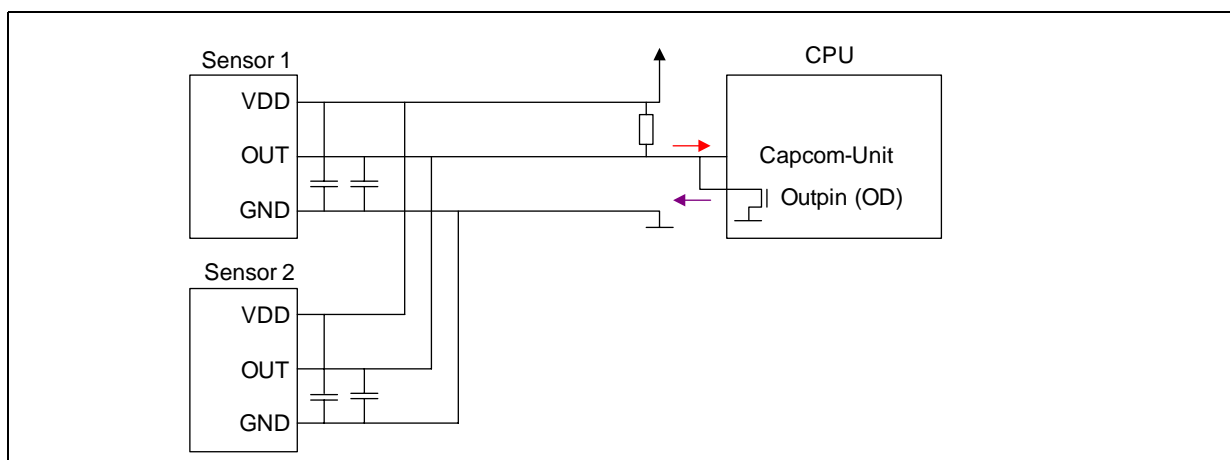 Sensor 1
VDD
OUT
GND
CPU
Capcom-Unit
Outpin (OD)
Sensor 2
VDD
OUT
GND